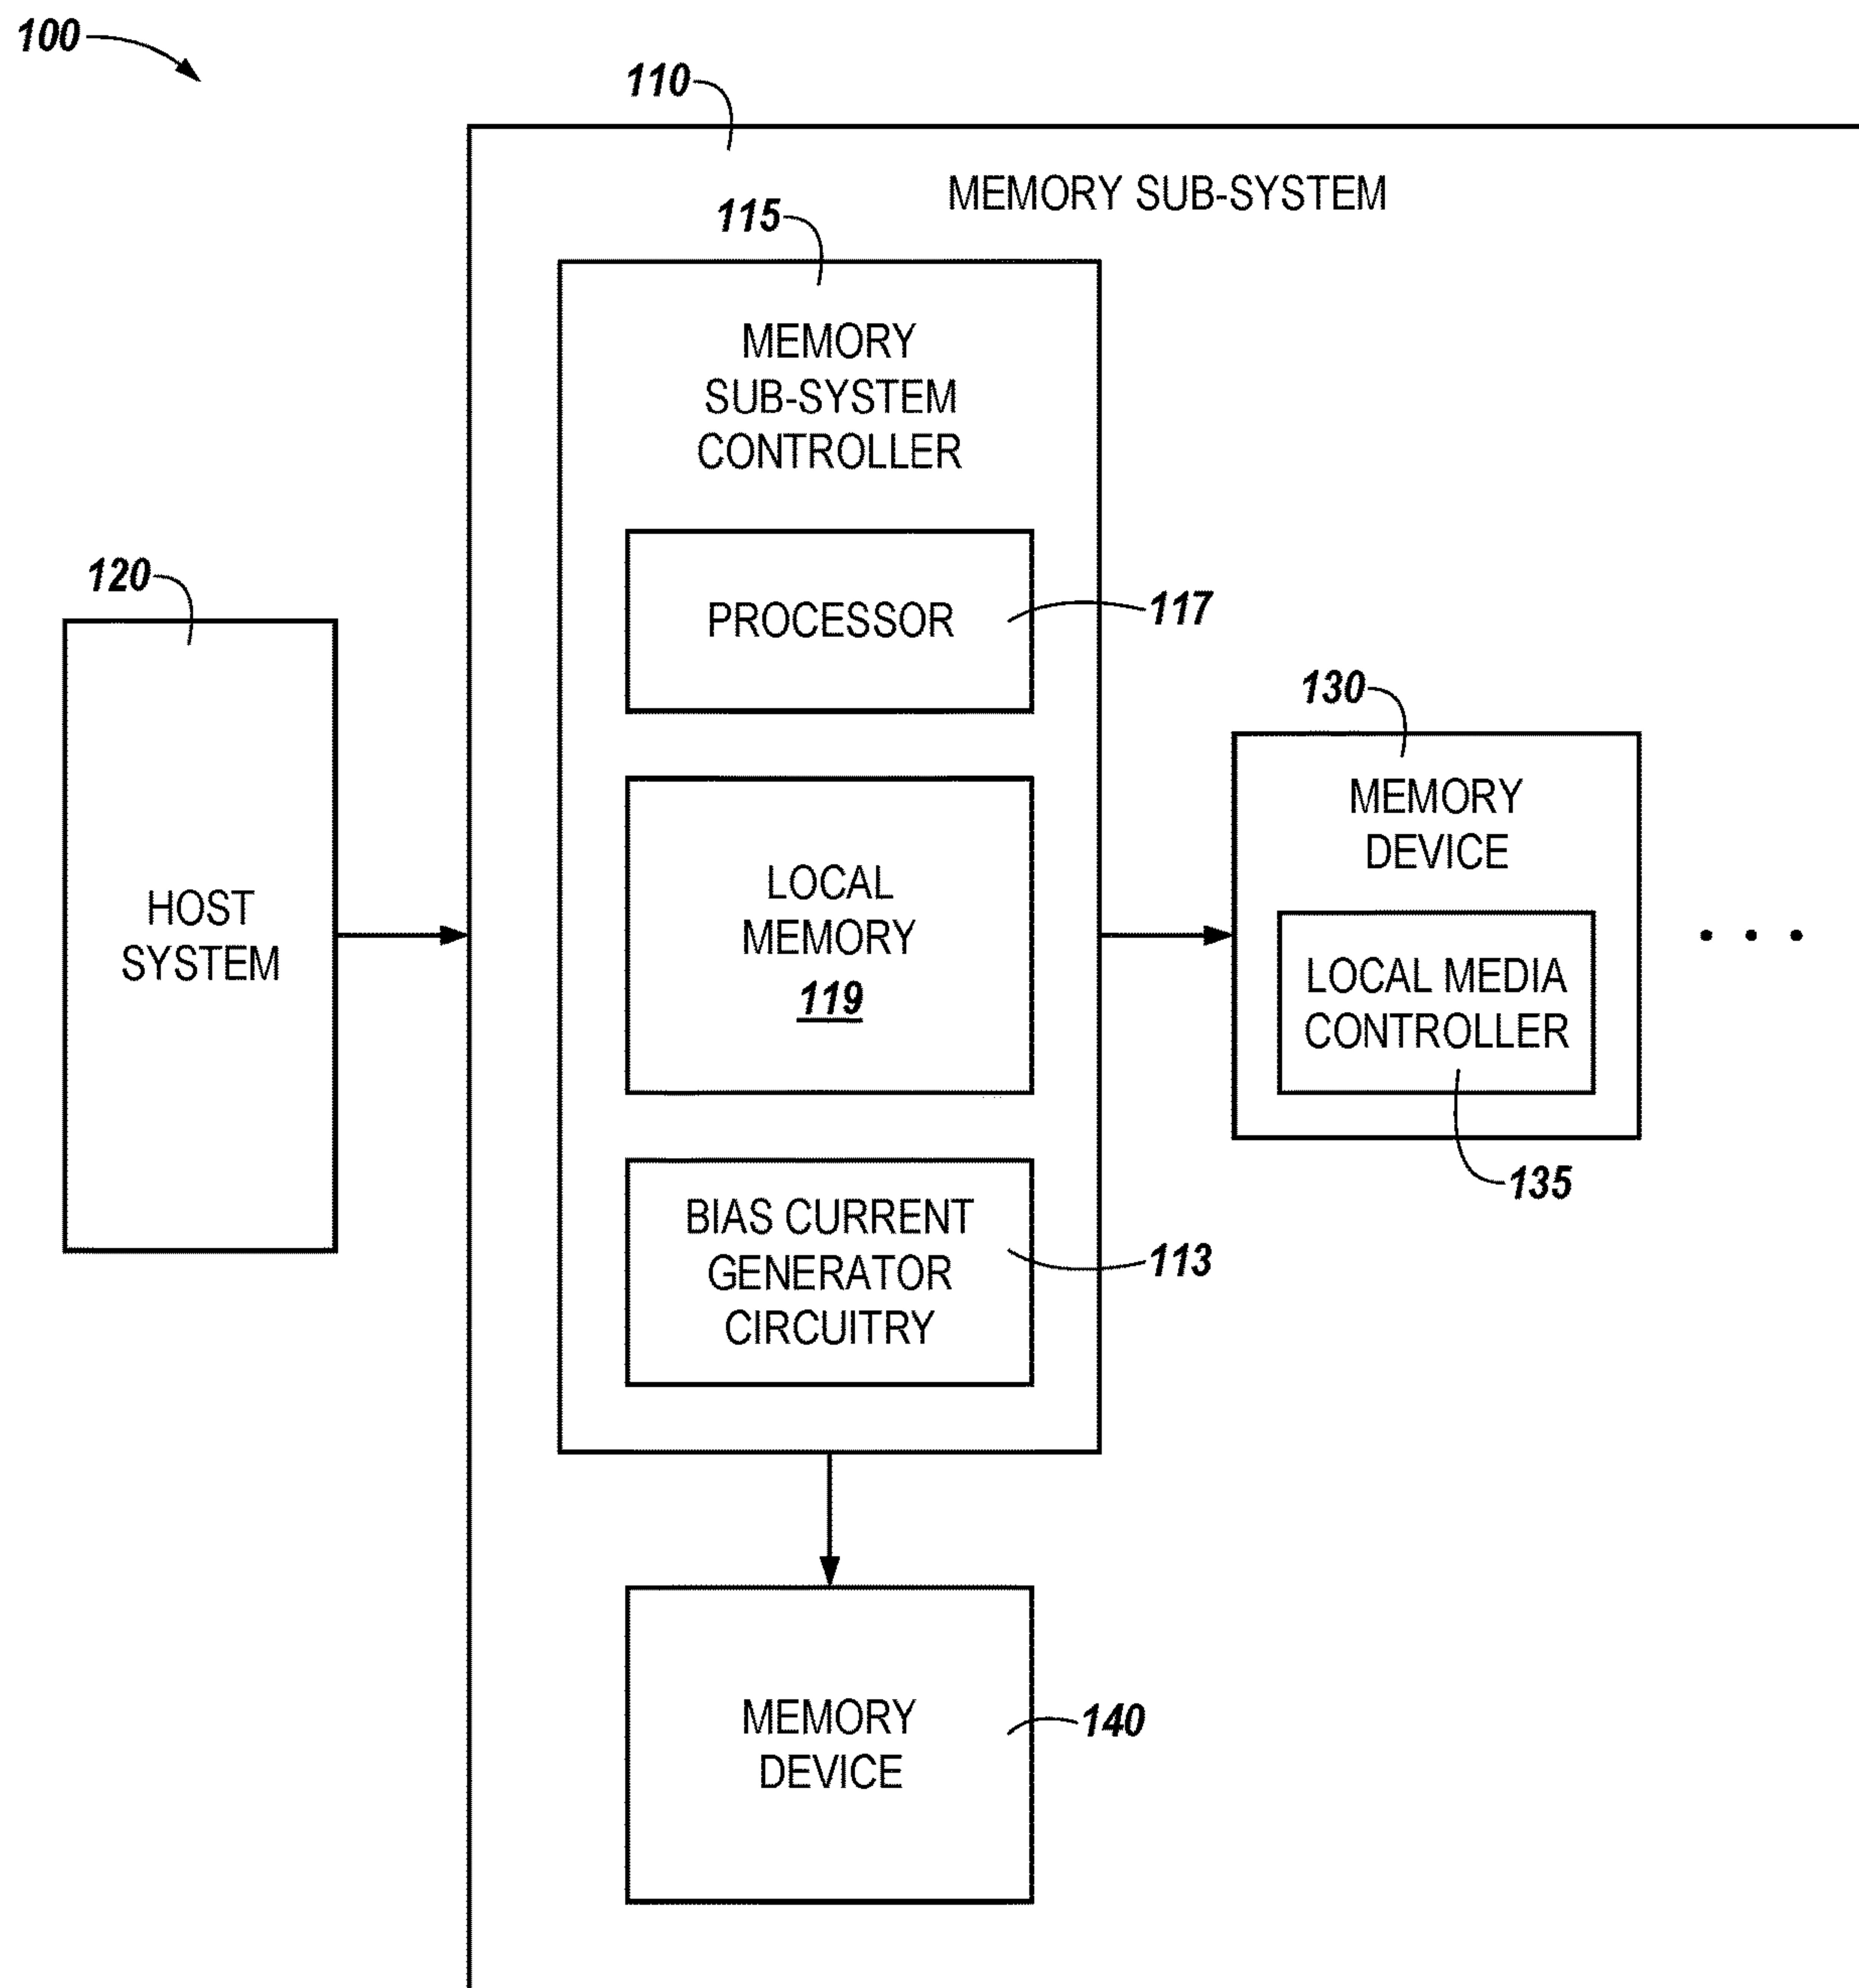 100
110
MEMORY SUB-SYSTEM
115
MEMORY
SUB-SYSTEM
CONTROLLER
120
PROCESSOR
117
130
MEMORY
DEVICE
HOST
SYSTEM
LOCAL
MEMORY
119
LOCAL MEDIA
CONTROLLER
135
BIAS CURRENT
GENERATOR
CIRCUITRY
113
MEMORY
DEVICE
140